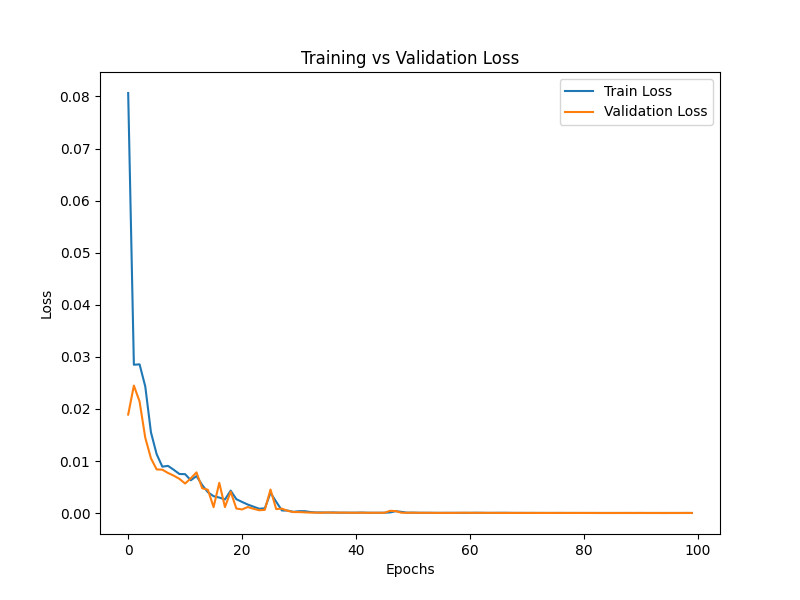 Training vs Validation Loss
Train Loss
Validation Loss
0.08
0.07
0.06
0.05
0.04
0.03
0.02
0.01
0.00
Loss
0 20 40 60 80 100
Epochs